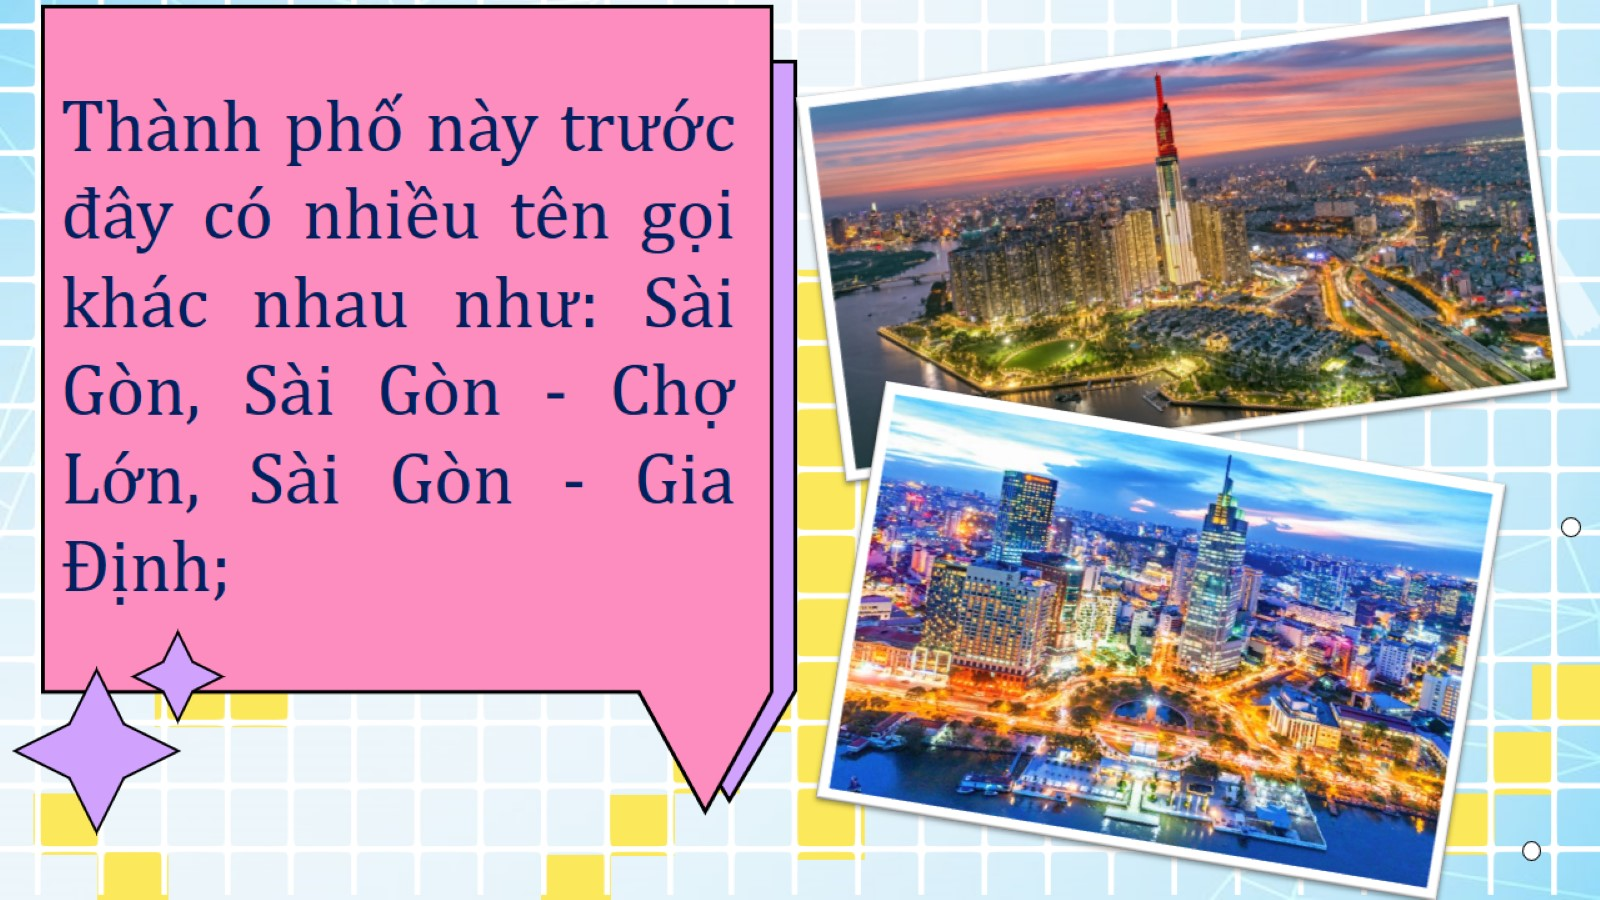 Thành phố này trước
đây có nhiều tên gọi
khác nhau như: Sài
Gòn, Sài Gòn - Chợ
Lớn, Sài Gòn - Gia
Định;